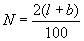 N = 2(l + b) / 100